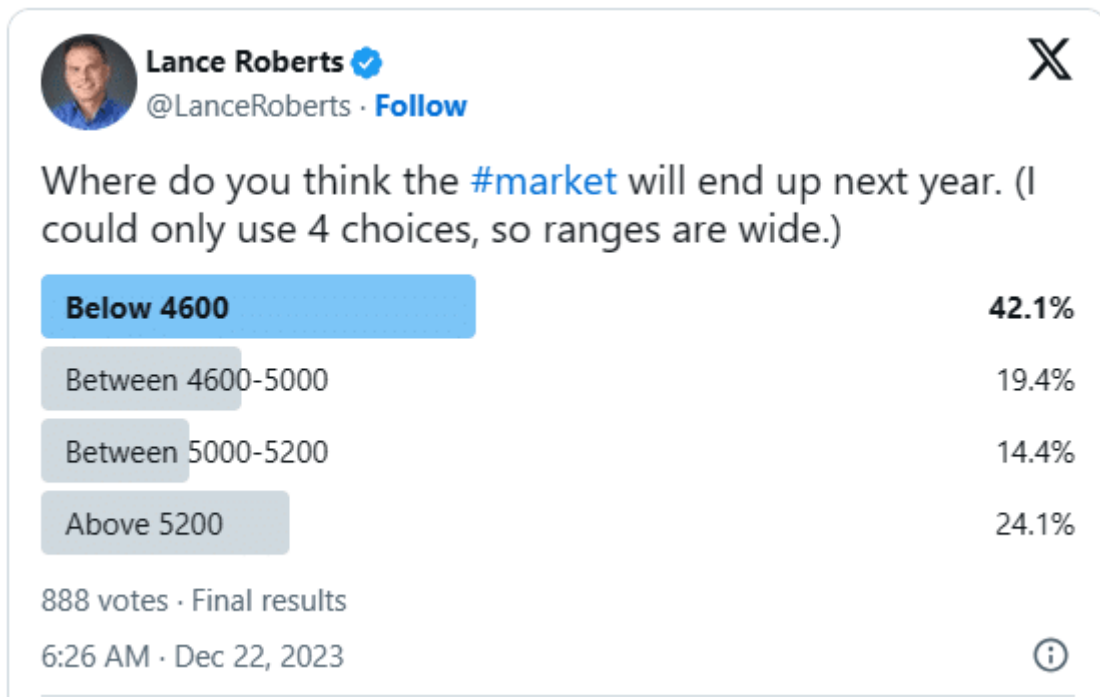 Lance Roberts
@LanceRoberts · Follow
Where do you think the #market will end up next year. (I
could only use 4 choices, so ranges are wide.)
Below 4600 42.1%
Between 4600-5000 19.4%
Between 5000-5200 14.4%
Above 5200 24.1%
888 votes · Final results
6:26 AM · Dec 22, 2023